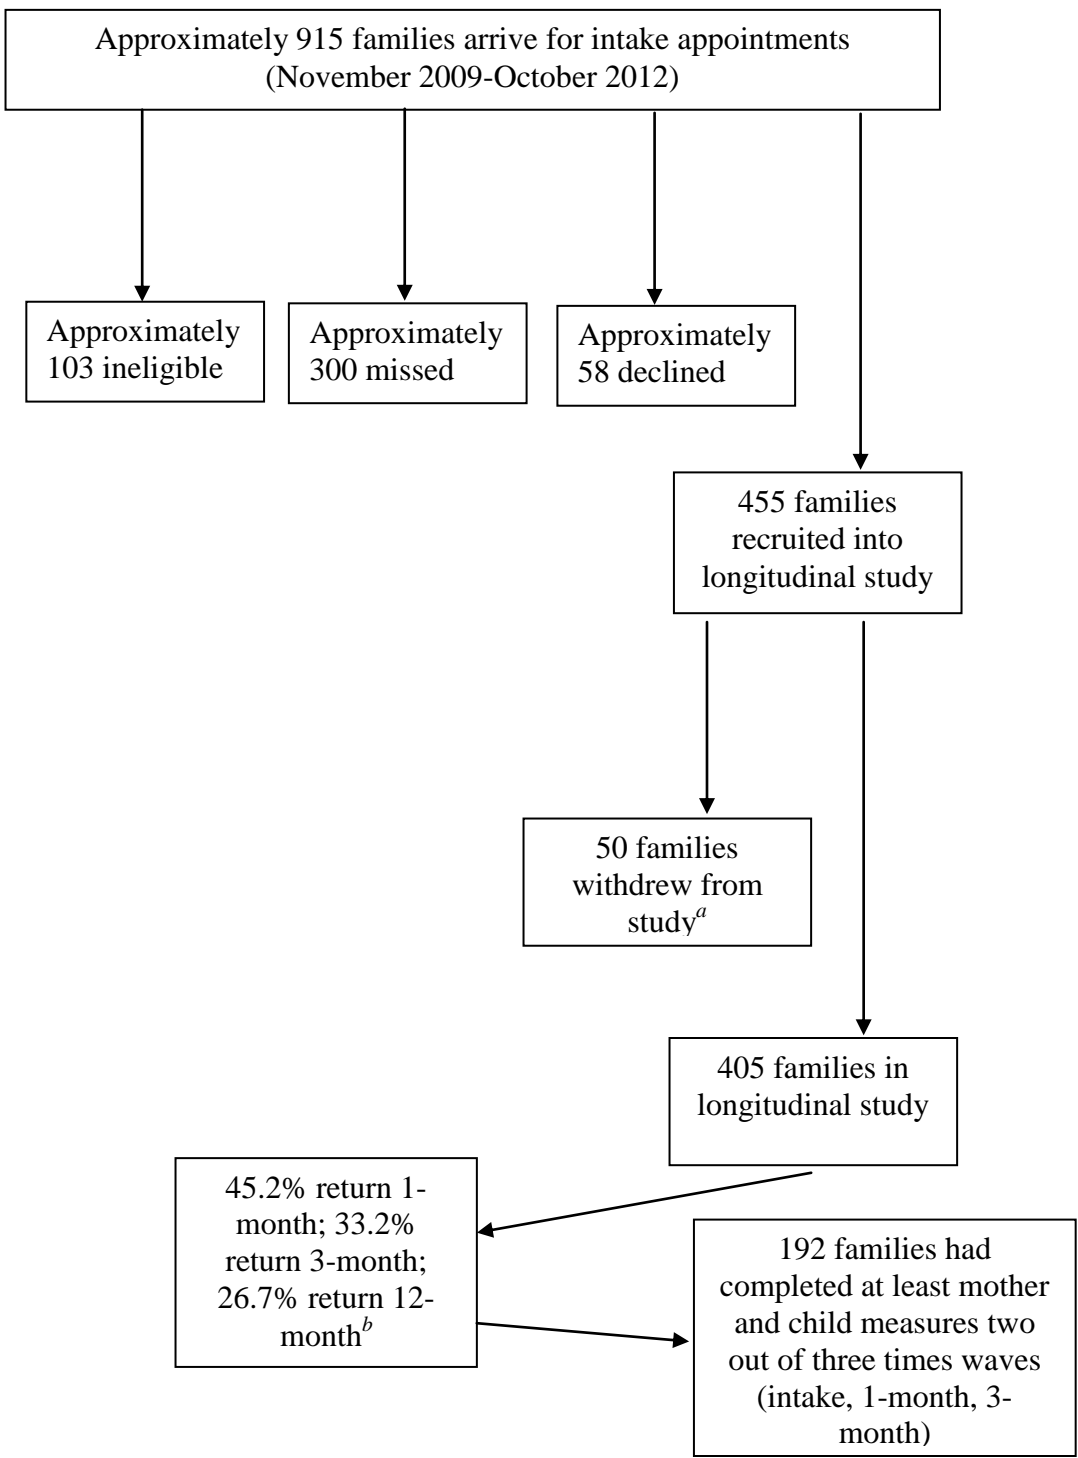 Approximately 915 families arrive for intake appointments
(November 2009-October 2012)
Approximately
103 ineligible
Approximately
300 missed
Approximately
58 declined
455 families
recruited into
longitudinal study
50 families
withdrew from
study^a
405 families in
longitudinal study
45.2% return 1-
month; 33.2%
return 3-month;
26.7% return 12-
month^b
192 families had
completed at least mother
and child measures two
out of three times waves
(intake, 1-month, 3-
month)